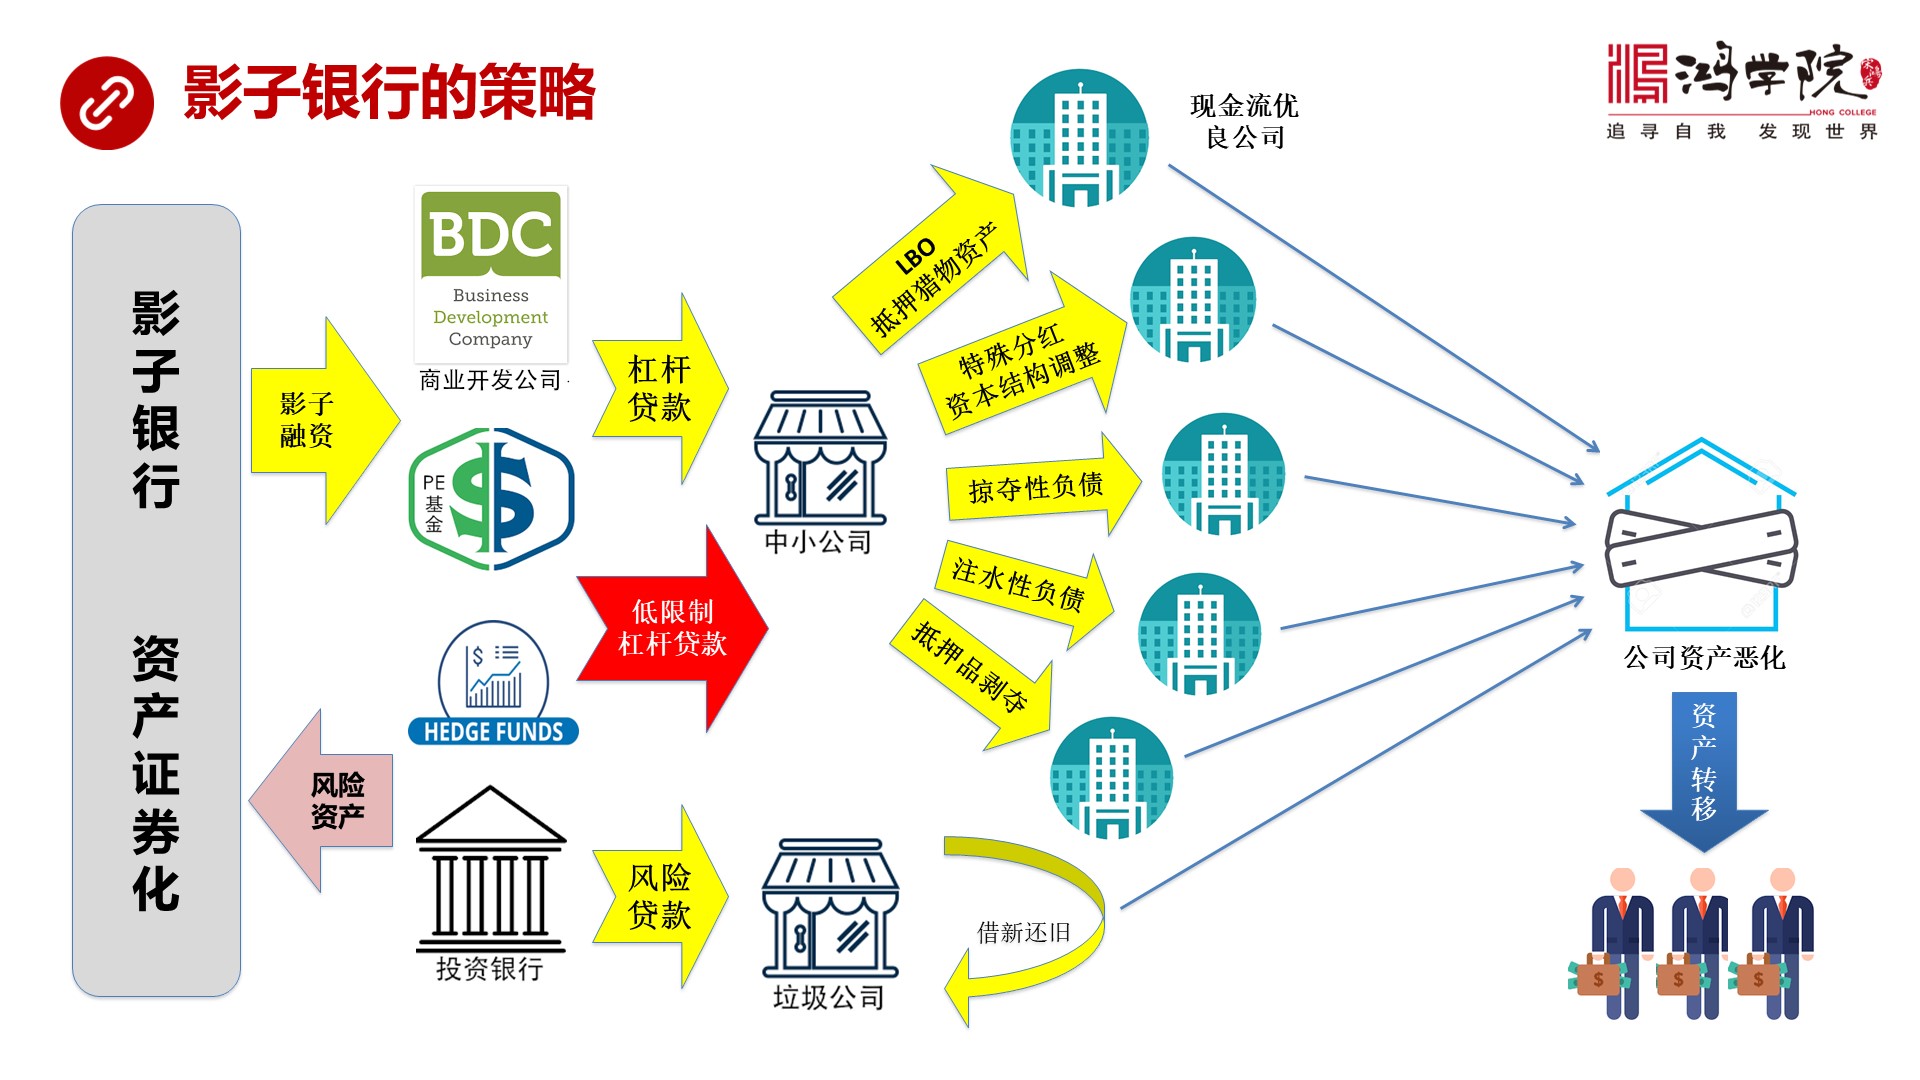 影子银行的策略
鸿学院
HONG COLLEGE
追寻自我 发现世界
影子银行
资产证券化
影子
融资
风险
资产
BDC
Business
Development
Company
商业开发公司
PE
基
金
HEDGE FUNDS
投资银行
杠杆
贷款
低限制
杠杆贷款
风险
贷款
中小公司
垃圾公司
借新还旧
LBO
抵押猎物资产
特殊分红
资本结构调整
掠夺性负债
注水性负债
抵押品剥夺
现金流优
良公司
公司资产恶化
资产转移